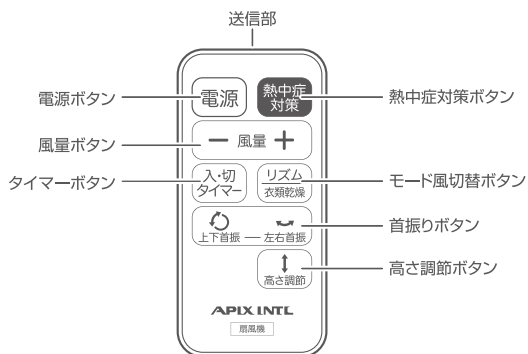 送信部
電源ボタン
電源
熱中症
対策
熱中症対策ボタン
風量ボタン
− 風量 +
タイマーボタン
入・切
タイマー
リズム
衣類乾燥
モード風切替ボタン
上下首振
左右首振
首振りボタン
高さ調節
高さ調節ボタン
APIX INTL
扇風機